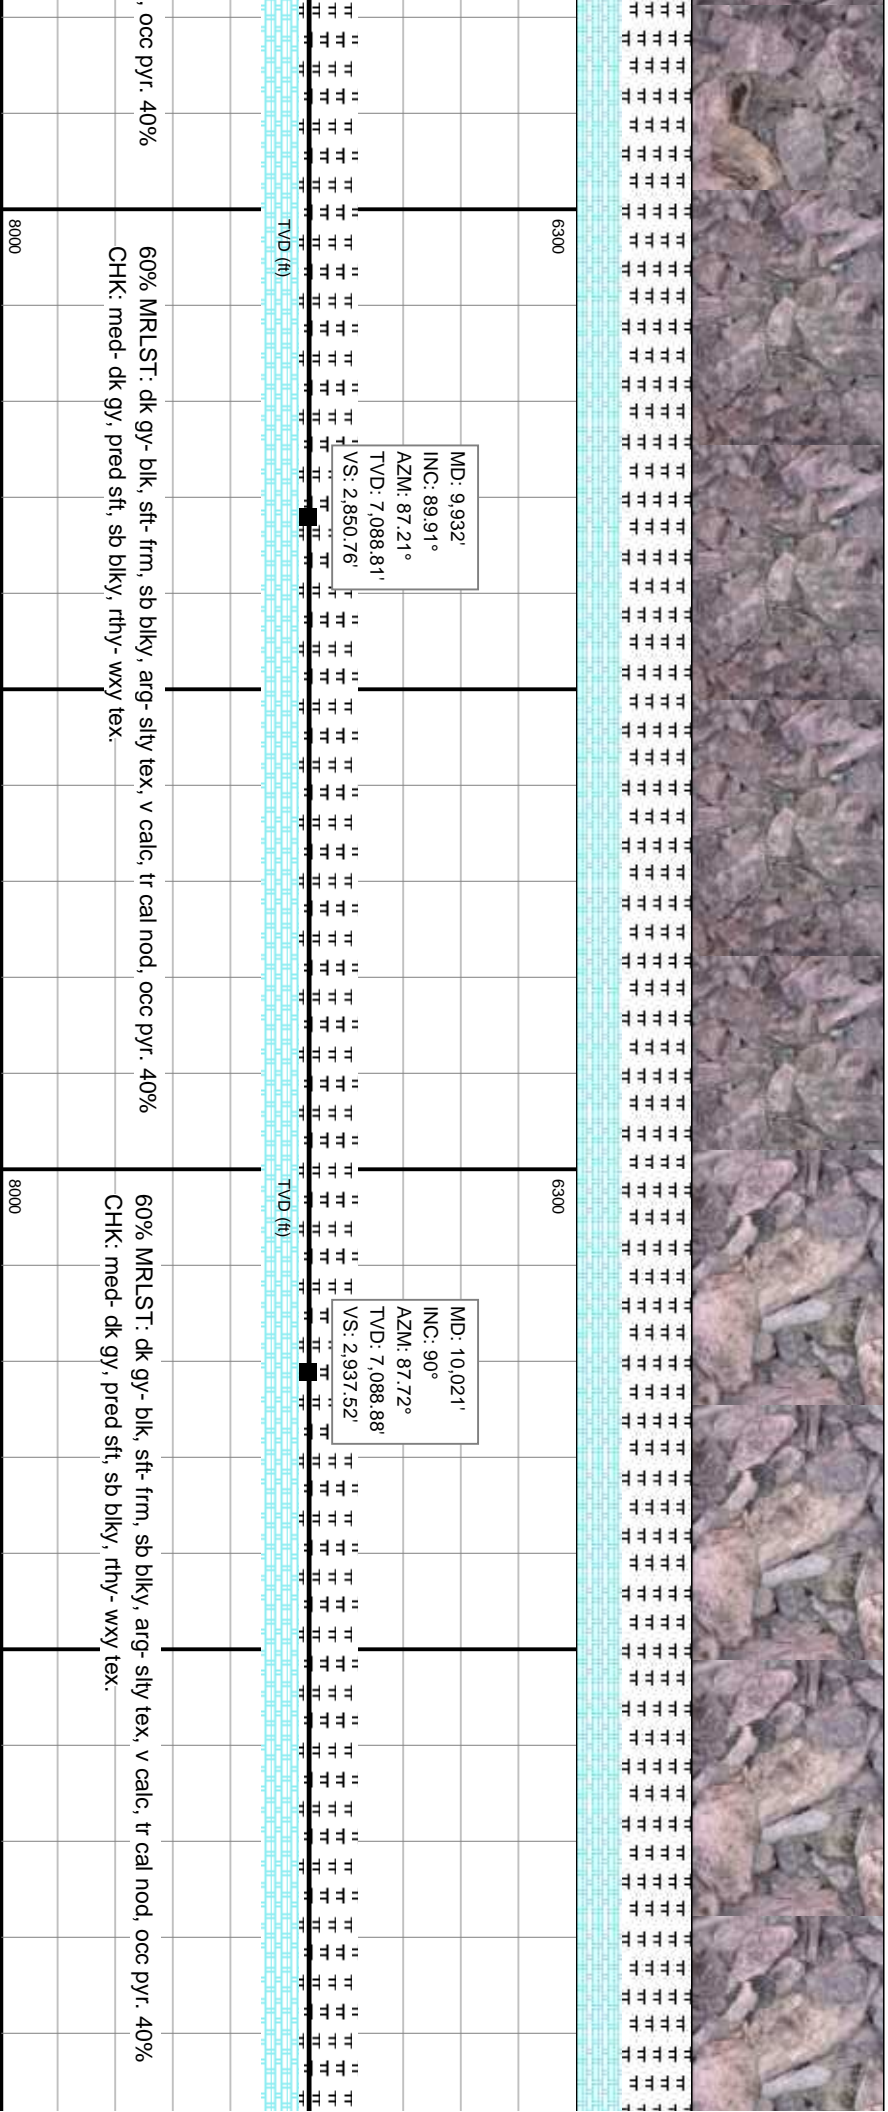 , occ pyr. 40%
8000
TVD (ft)
6300
MD: 9,932'
INC: 89.91°
AZM: 87.21°
TVD: 7,088.81'
VS: 2,850.76'
60% MRLST: dk gy- blk, sft- frm, sb blky, arg- slty tex, v calc, tr cal nod, occ pyr. 40%
CHK: med- dk gy, pred sft, sb blky, rthy- wxy tex.
8000
TVD (ft)
6300
MD: 10,021'
INC: 90°
AZM: 87.72°
TVD: 7,088.88'
VS: 2,937.52'
60% MRLST: dk gy- blk, sft- frm, sb blky, arg- slty tex, v calc, tr cal nod, occ pyr. 40%
CHK: med- dk gy, pred sft, sb blky, rthy- wxy tex.